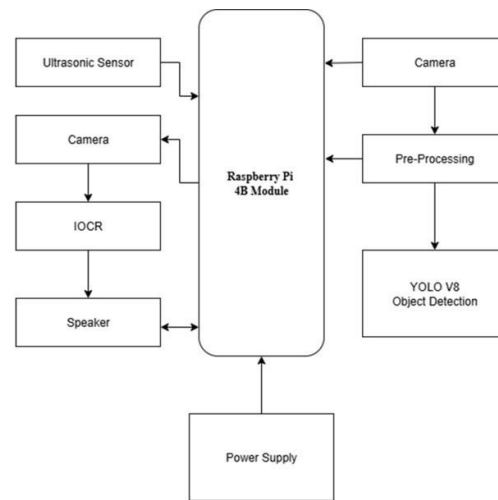 Ultrasonic Sensor
Camera
IOCR
Speaker
Raspberry Pi
4B Module
Camera
Pre-Processing
YOLO V8
Object Detection
Power Supply